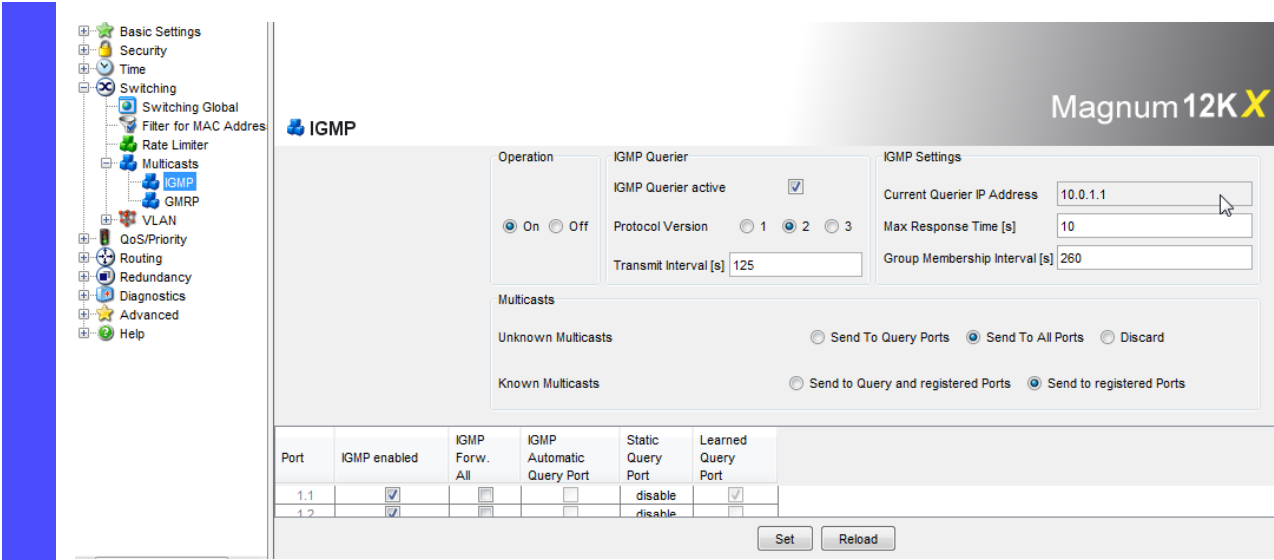 Basic Settings
Security
Time
Switching
Switching Global
Filter for MAC Addres
Rate Limiter
Multicasts
IGMP
GMRP
VLAN
QoS/Priority
Routing
Redundancy
Diagnostics
Advanced
Help
Magnum 12KX
IGMP
Operation
On Off
IGMP Querier
IGMP Querier active
Protocol Version 1 2 3
Transmit Interval [s] 125
IGMP Settings
Current Querier IP Address 10.0.1.1
Max Response Time [s] 10
Group Membership Interval [s] 260
Multicasts
Unknown Multicasts Send To Query Ports Send To All Ports Discard
Known Multicasts Send to Query and registered Ports Send to registered Ports
Port IGMP enabled IGMP Forw. All IGMP Automatic Query Port Static Query Port Learned Query Port
1.1 disable
1.2 disable
Set Reload